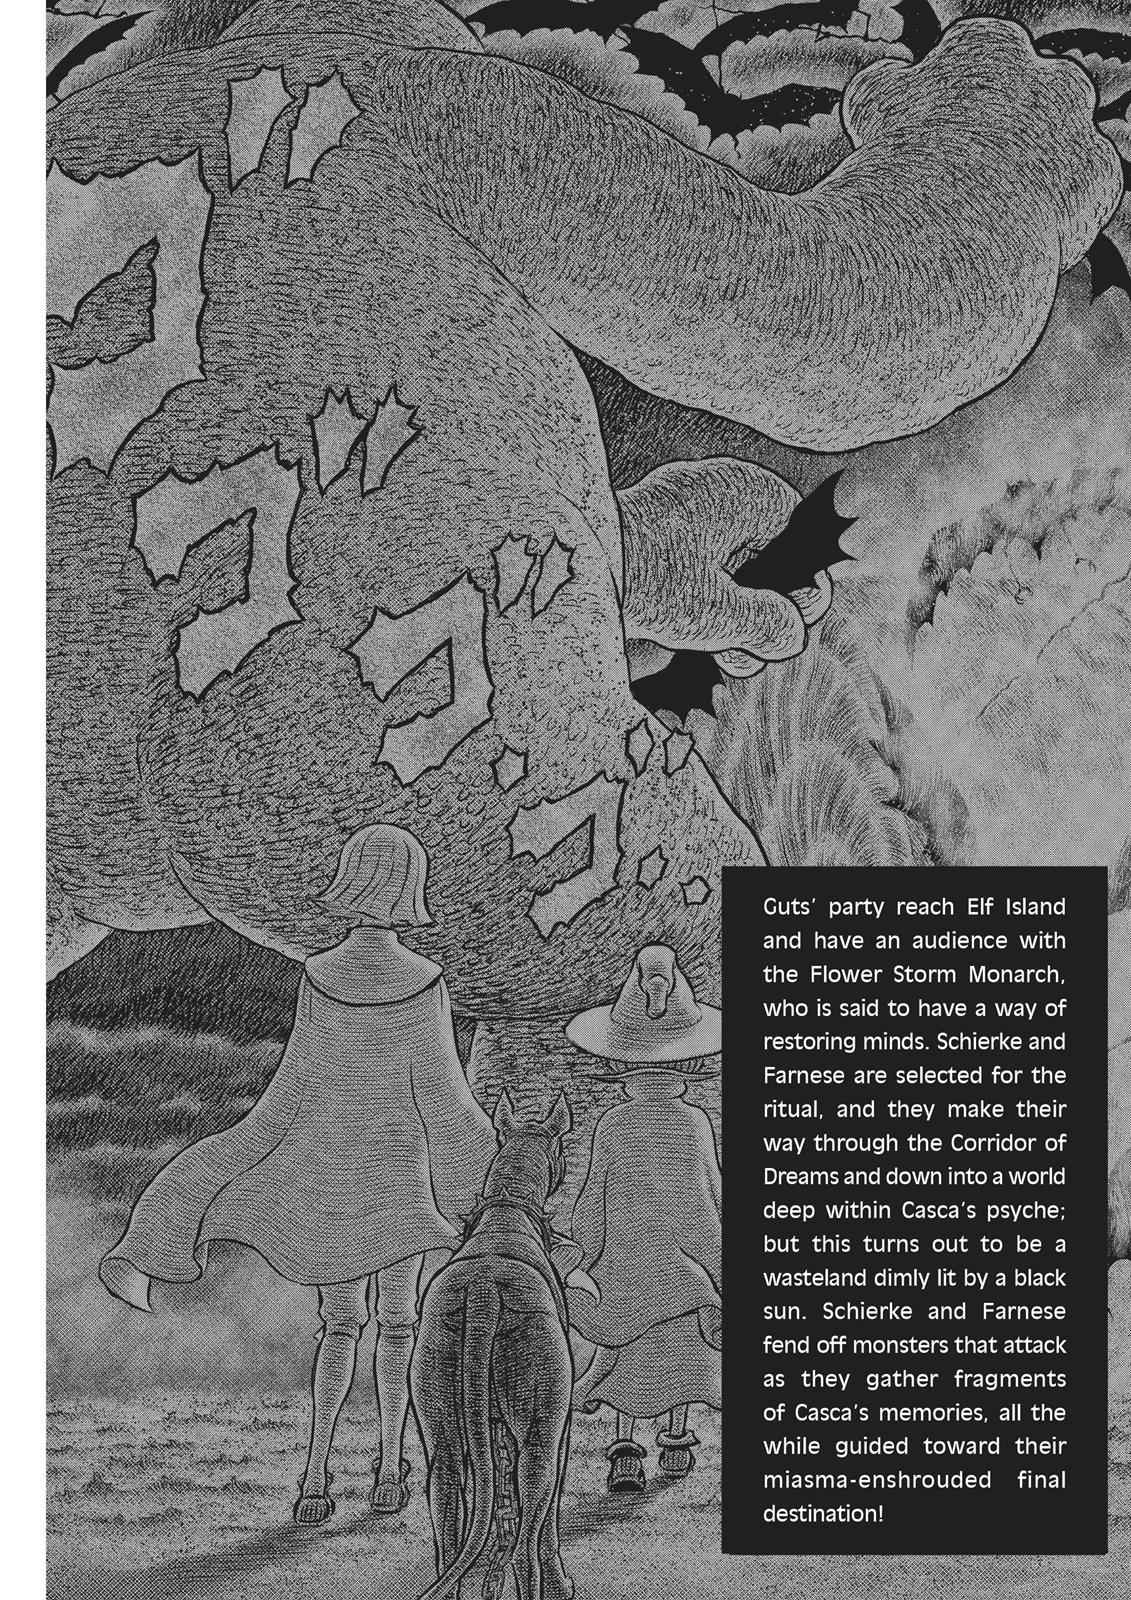 ヴヴヴ
Guts’ party reach Elf Island
and have an audience with
the Flower Storm Monarch,
who is said to have a way of
restoring minds. Schierke and
Farnese are selected for the
ritual, and they make their
way through the Corridor of
Dreams and down into a world
deep within Casca’s psyche;
but this turns out to be a
wasteland dimly lit by a black
sun. Schierke and Farnese
fend off monsters that attack
as they gather fragments
of Casca’s memories, all the
while guided toward their
miasma-enshrouded final
destination!